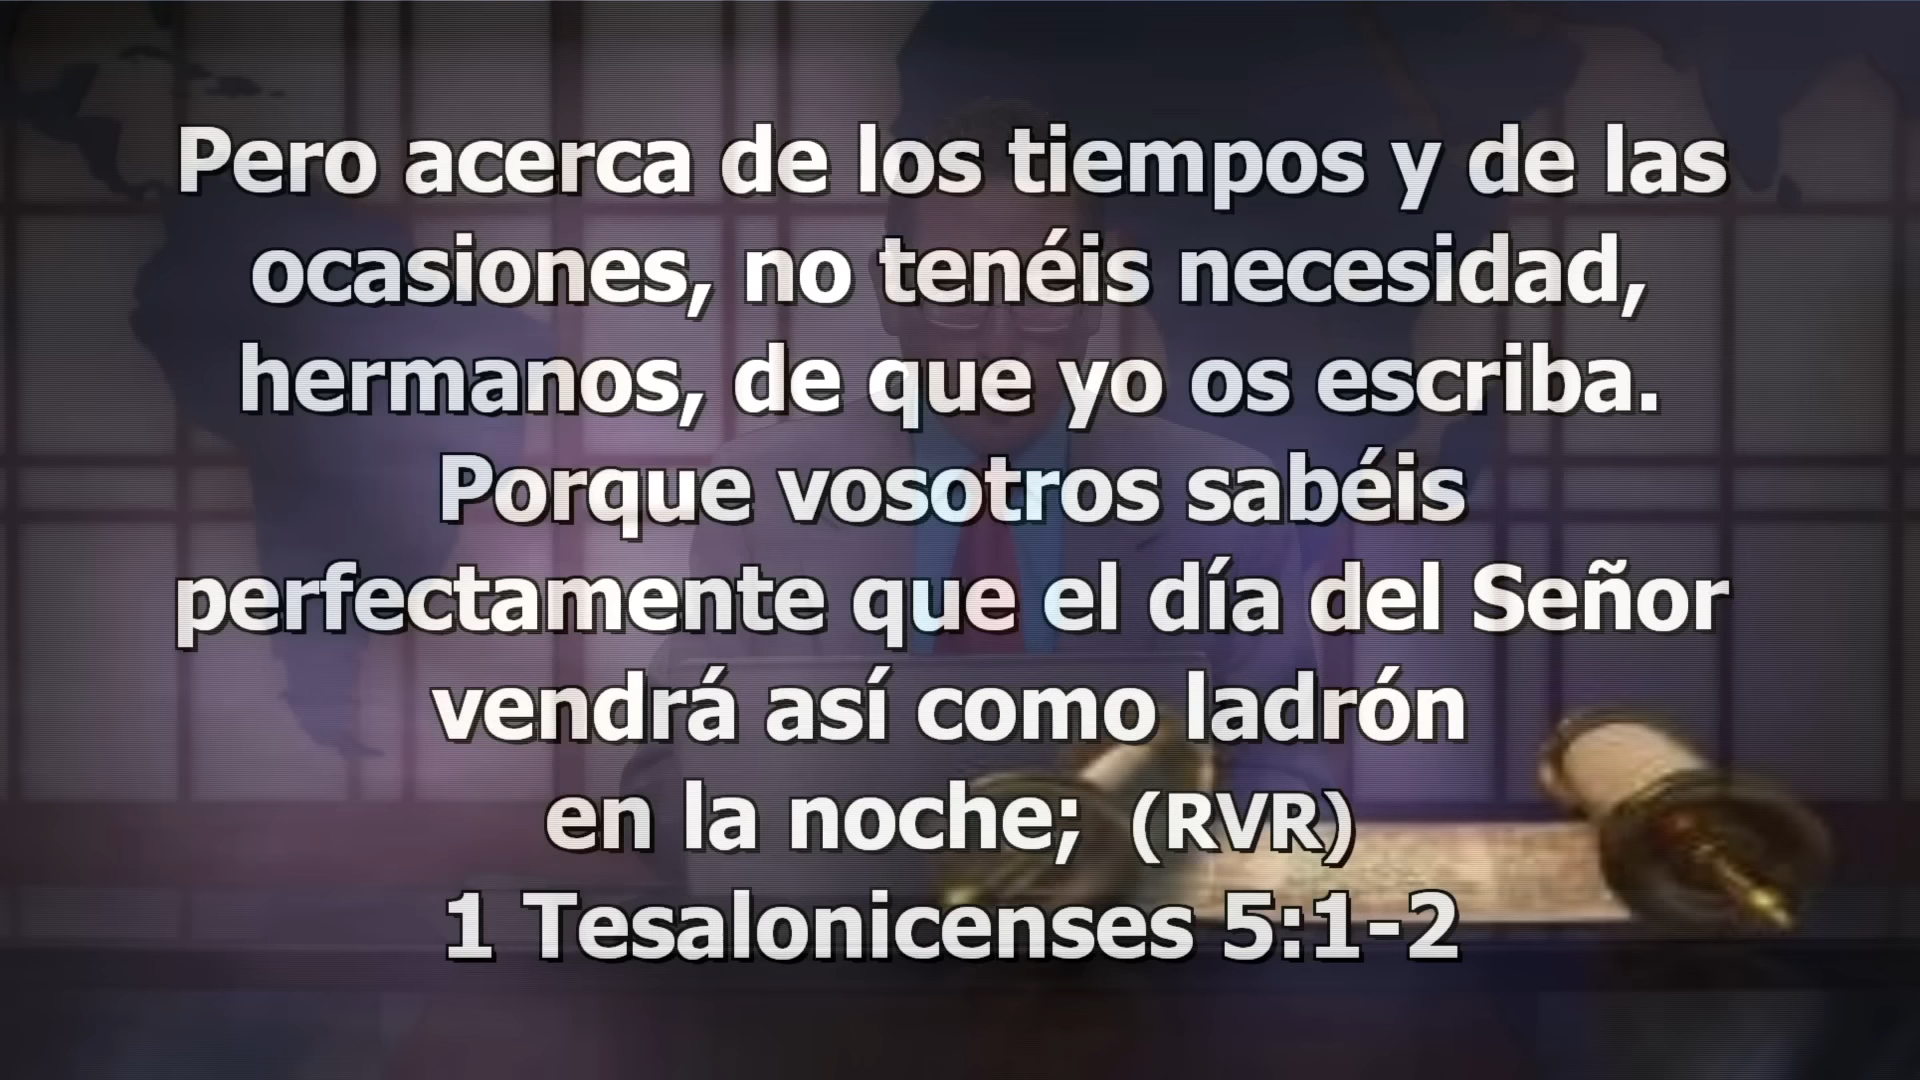 Pero acerca de los tiempos y de las
ocasiones, no tenéis necesidad,
hermanos, de que yo os escriba.
Porque vosotros sabéis
perfectamente que el día del Señor
vendrá así como ladrón
en la noche; (RVR)
1 Tesalonicenses 5:1-2